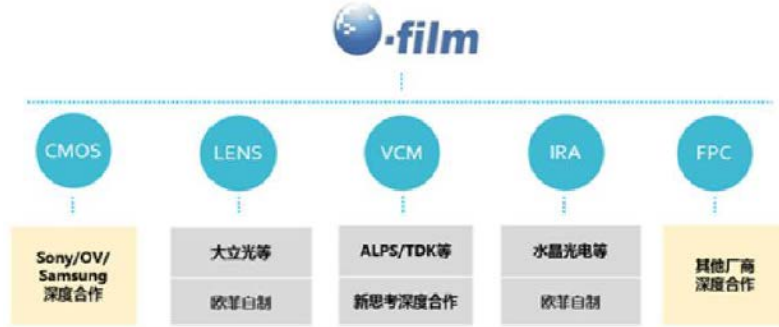 -film
CMOS
LENS
VCM
IRA
FPC
Sony/OV/
Samsung
深度合作
大立光等
欧菲自制
ALPS/TDK等
新思考深度合作
水晶光电等
欧菲自制
其他厂商
深度合作